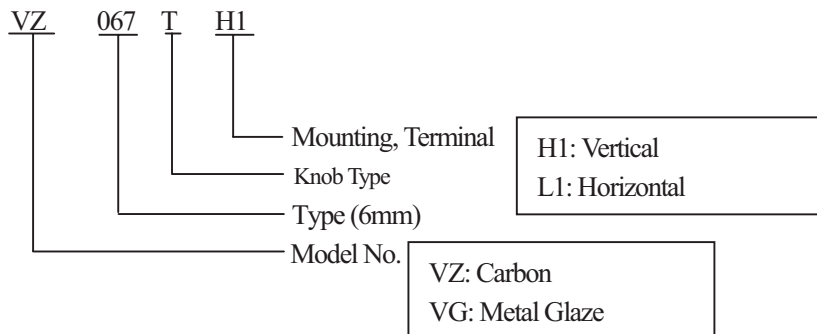 VZ 067 T H1
Mounting, Terminal
H1: Vertical
L1: Horizontal
Knob Type
Type (6mm)
Model No.
VZ: Carbon
VG: Metal Glaze